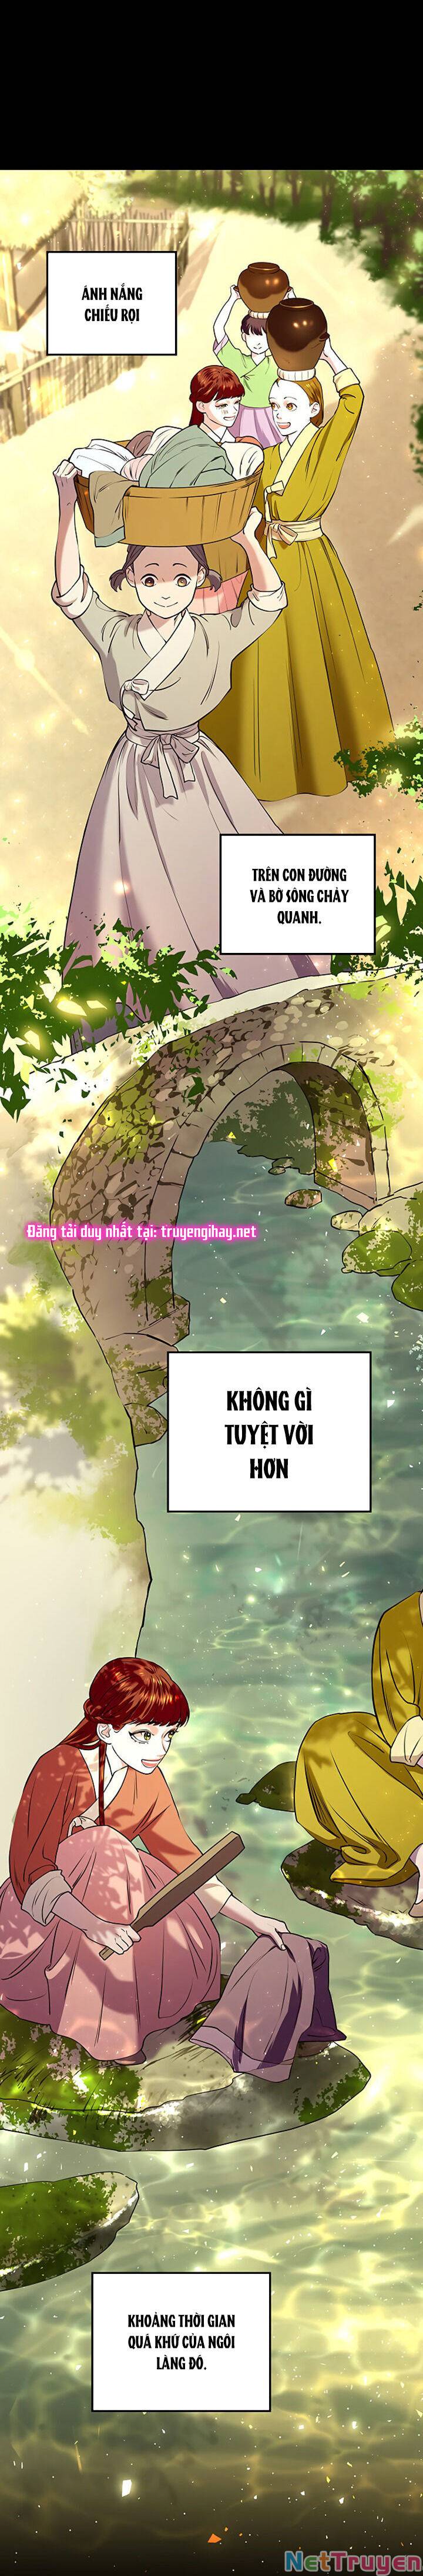 ÁNH NẮNG
CHIẾU RỌI
TRÊN CON ĐƯỜNG
VÀ BỜ SÔNG CHẢY
QUANH.
Đăng tải duy nhất tại: truyengihay.net
KHÔNG GÌ
TUYỆT VỜI
HƠN
KHOẢNG THỜI GIAN
QUÁ KHỨ CỦA NGÔI
LÀNG ĐÓ.
NetTruyen